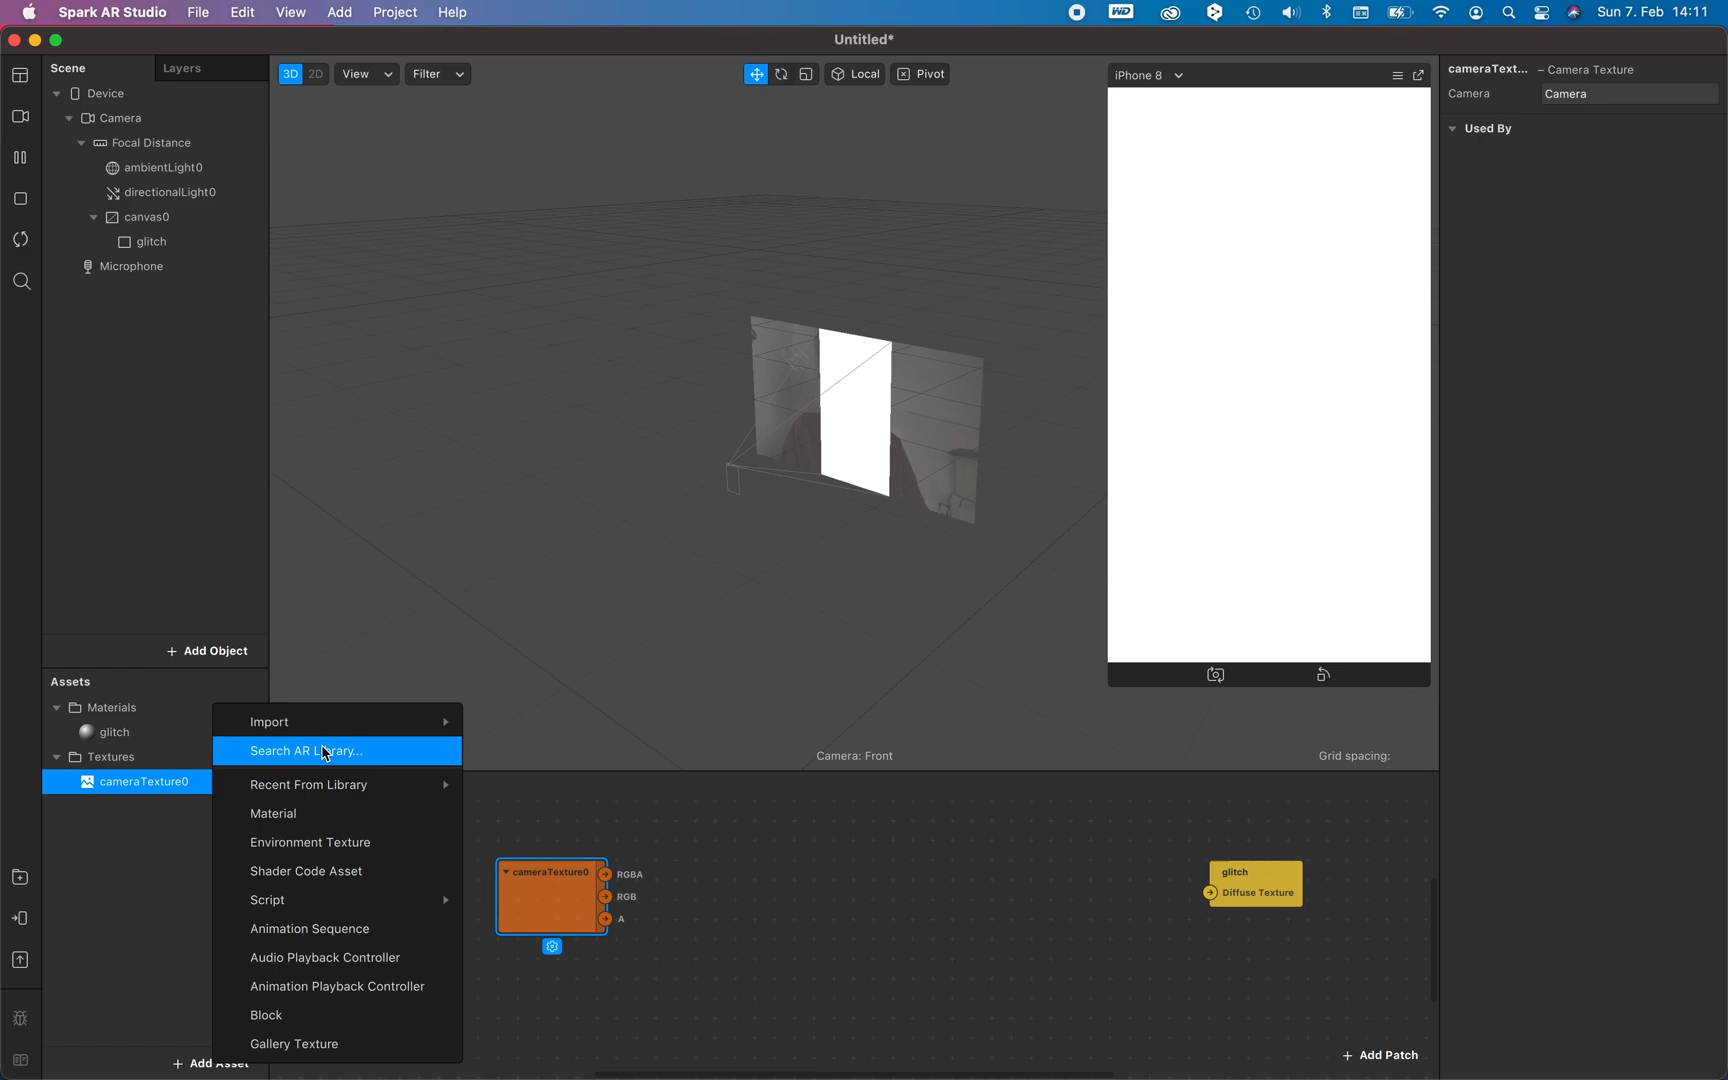 Spark AR Studio File Edit View Add Project Help
Sun 7. Feb 14:11
Untitled*
Scene Layers
Device
Camera
Focal Distance
ambientLight0
directionalLight0
canvas0
glitch
Microphone
+ Add Object
Assets
Materials
glitch
Textures
cameraTexture0
+ Add Asset
3D 2D View Filter
Local Pivot
iPhone 8
Camera: Front
Grid spacing:
Import
Search AR Library...
Recent From Library
Material
Environment Texture
Shader Code Asset
Script
Animation Sequence
Audio Playback Controller
Animation Playback Controller
Block
Gallery Texture
cameraTexture0
RGBA
RGB
A
glitch
Diffuse Texture
+ Add Patch
cameraText... – Camera Texture
Camera Camera
Used By